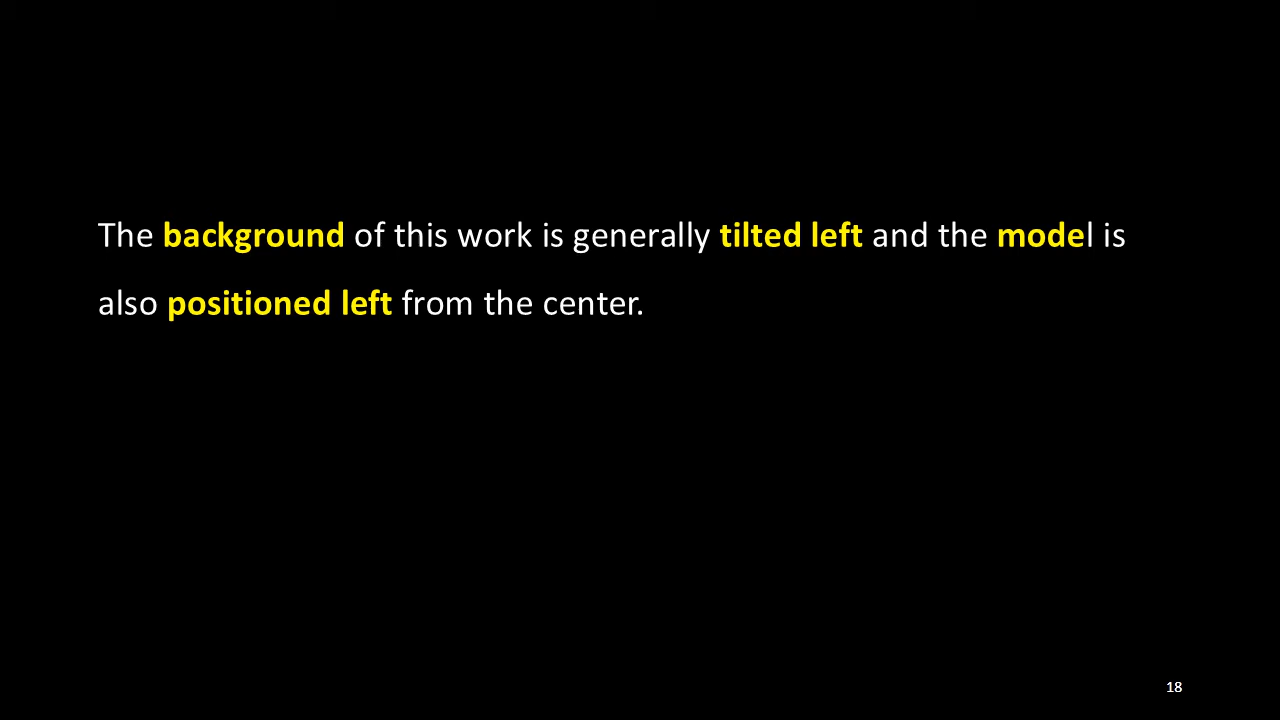 The background of this work is generally tilted left and the model is
also positioned left from the center.
18